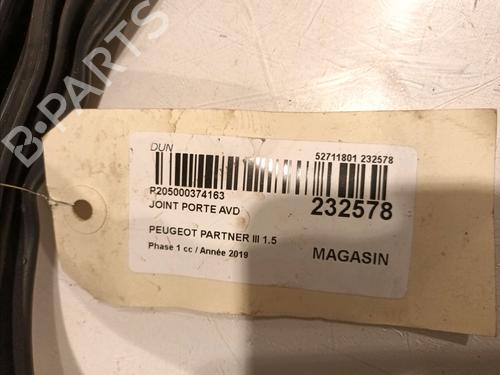 B-PARTS
DUN
52711801 232578
P205000374163
JOINT PORTE AVD
232578
PEUGEOT PARTNER III 1.5
Phase 1 cc / Année 2019
MAGASIN